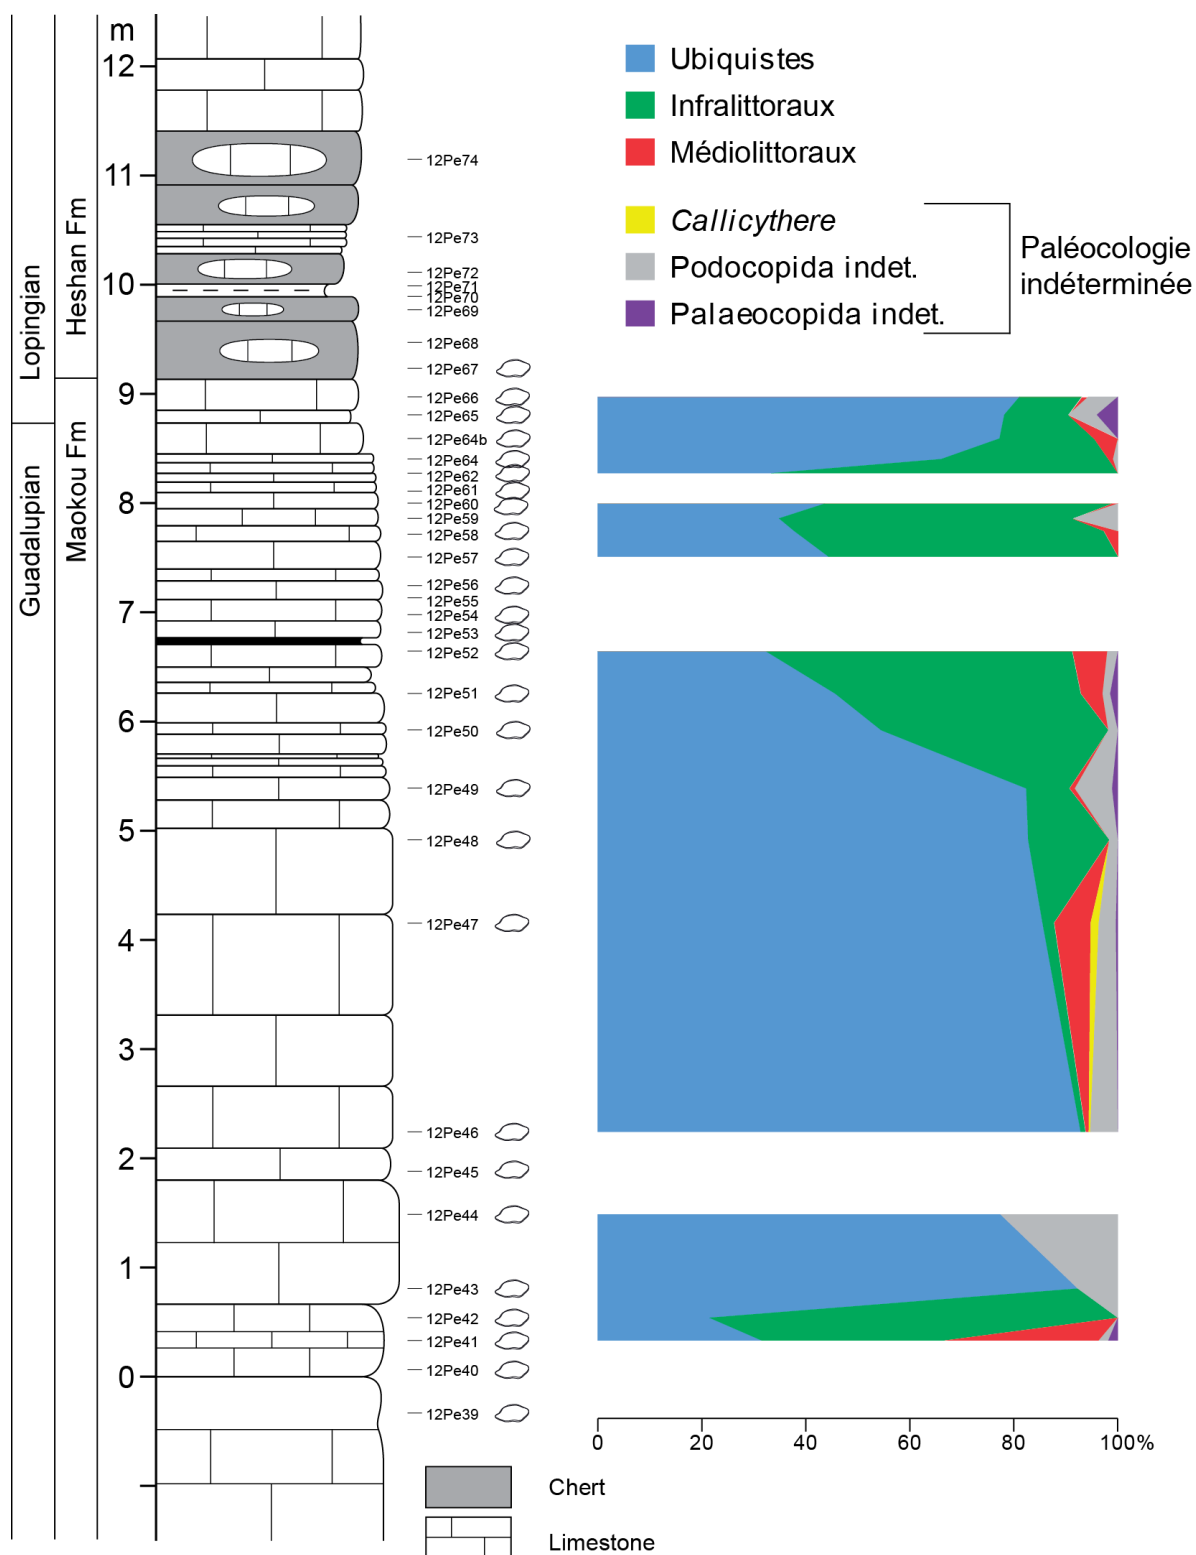 m
12
11
10
9
8
7
6
5
4
3
2
1
0
Lopingian
Guadalupian
Heshan Fm
Maokou Fm
12Pe74
12Pe73
12Pe72
12Pe71
12Pe70
12Pe69
12Pe68
12Pe67
12Pe66
12Pe65
12Pe64b
12Pe64
12Pe62
12Pe61
12Pe60
12Pe59
12Pe58
12Pe57
12Pe56
12Pe55
12Pe54
12Pe53
12Pe52
12Pe51
12Pe50
12Pe49
12Pe48
12Pe47
12Pe46
12Pe45
12Pe44
12Pe43
12Pe42
12Pe41
12Pe40
12Pe39
Ubiquistes
Infralittoraux
Médiolittoraux
Callicythere
Podocopida indet.
Palaeocopida indet.
Paléocologie
indéterminée
0 20 40 60 80 100%
Chert
Limestone